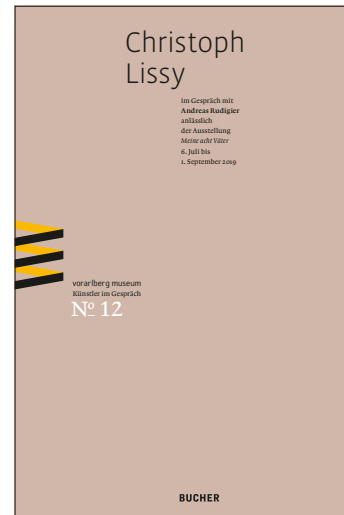 Christoph
Lissy
im Gespräch mit
Andreas Rudigier
anlässlich
der Ausstellung
Meine acht Väter
6. Juli bis
1. September 2019
vorarlberg museum
Künstler im Gespräch
Nº 12
BUCHER